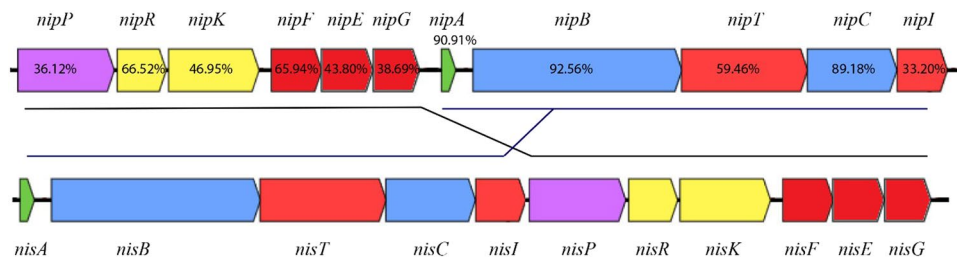 nipP nipR nipK nipF nipE nipG nipA nipB nipT nipC nipI
90.91%
36.12% 66.52% 46.95% 65.94% 43.80% 38.69% 92.56% 59.46% 89.18% 33.20%
nisA nisB nisT nisC nisI nisP nisR nisK nisF nisE nisG